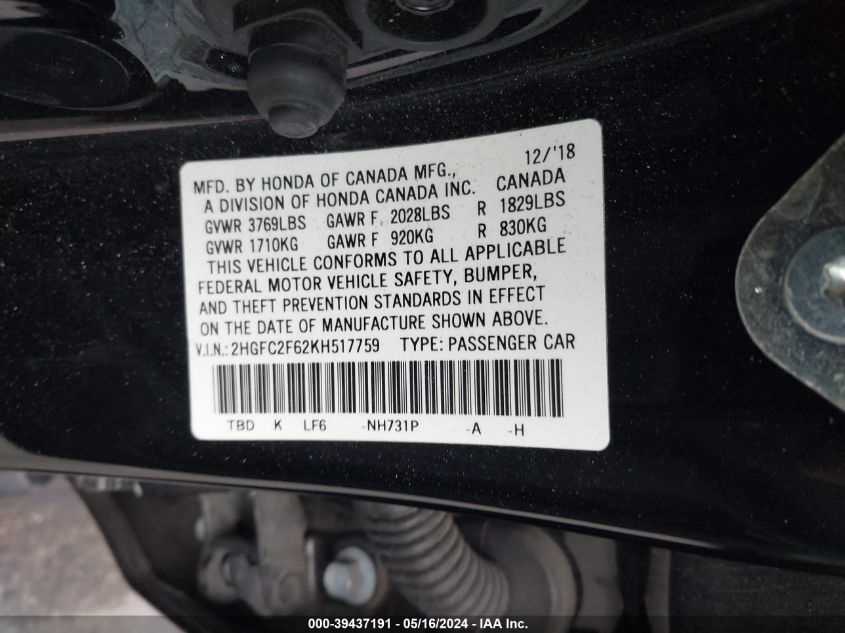 12/'18
MFD. BY HONDA OF CANADA MFG.,
A DIVISION OF HONDA CANADA INC. CANADA
GVWR 3769LBS GAWR F 2028LBS R 1829LBS
GVWR 1710KG GAWR F 920KG R 830KG
THIS VEHICLE CONFORMS TO ALL APPLICABLE
FEDERAL MOTOR VEHICLE SAFETY, BUMPER,
AND THEFT PREVENTION STANDARDS IN EFFECT
ON THE DATE OF MANUFACTURE SHOWN ABOVE.
V.I.N.: 2HGFC2F62KH517759 TYPE: PASSENGER CAR
TBD K LF6 -NH731P -A -H
000-39437191 - 05/16/2024 - IAA Inc.